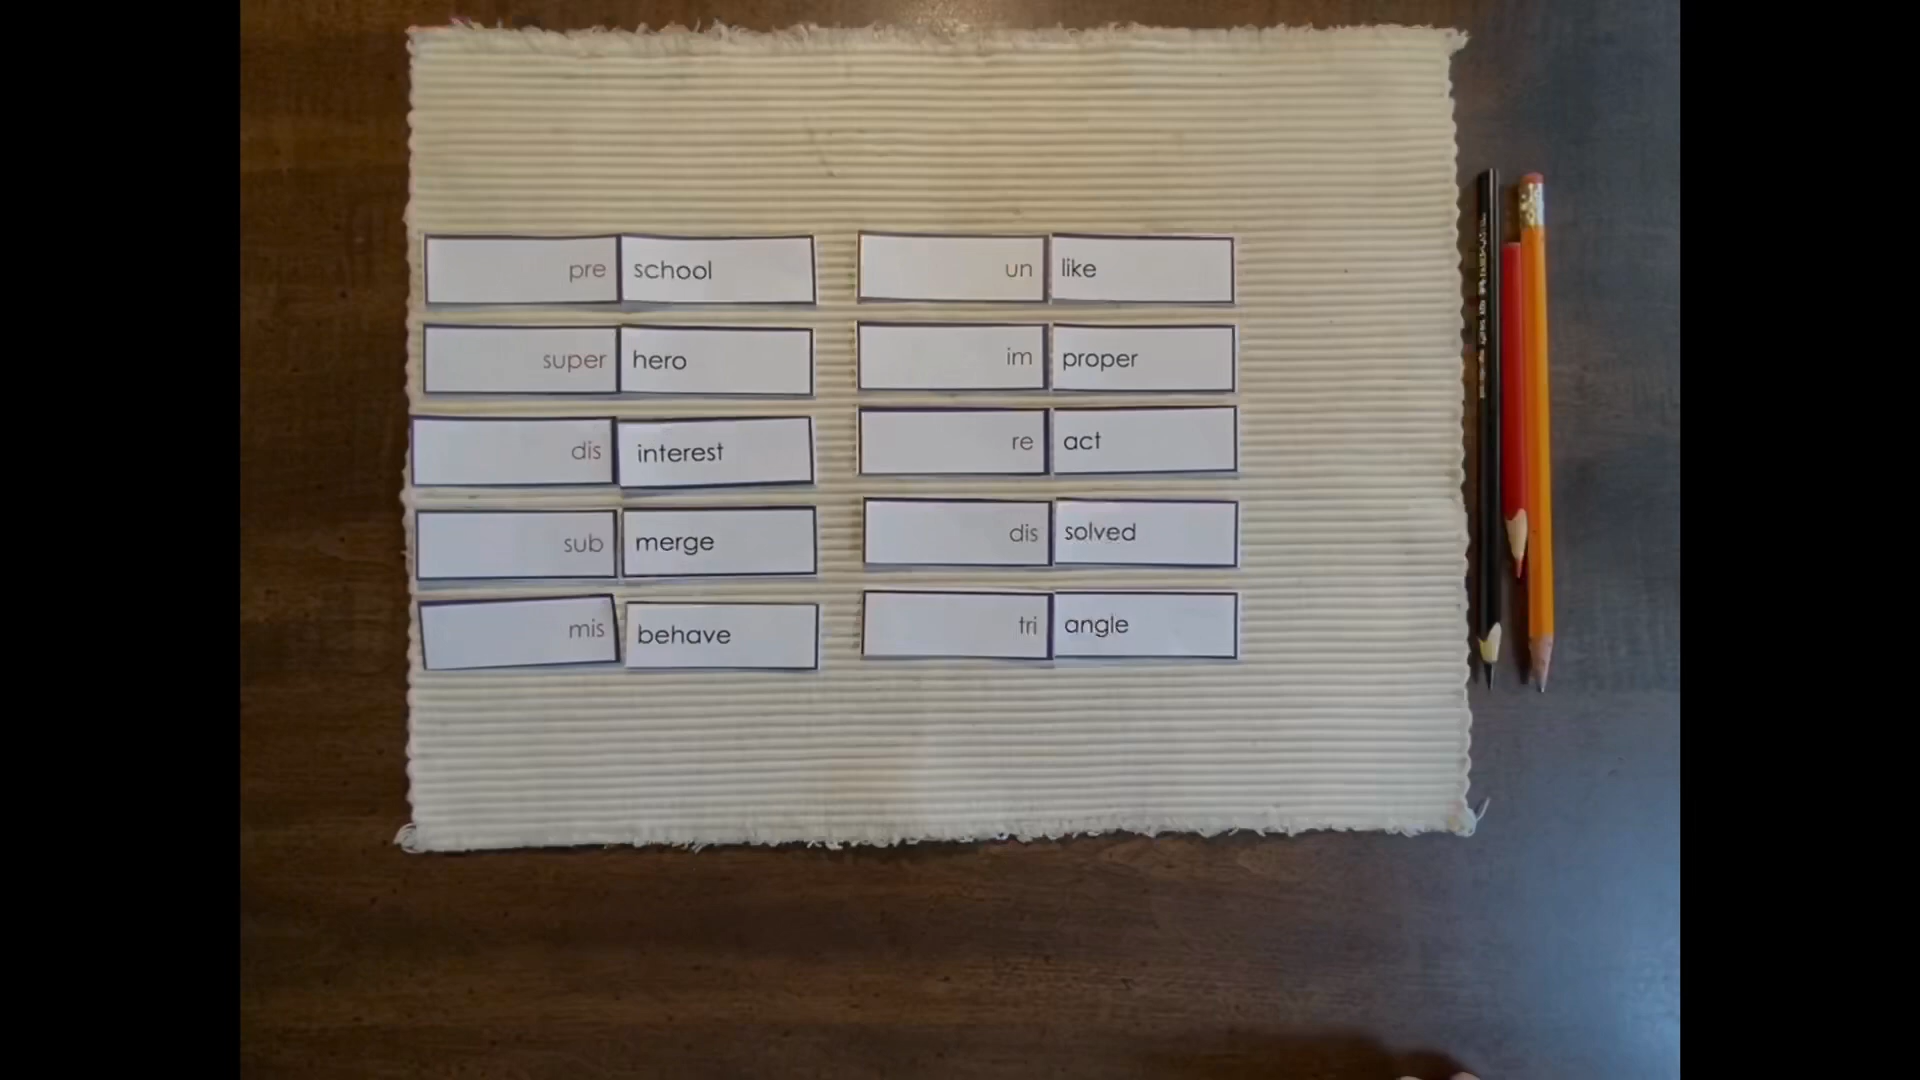 pre school
super hero
dis interest
sub merge
mis behave
un like
im proper
re act
dis solved
tri angle